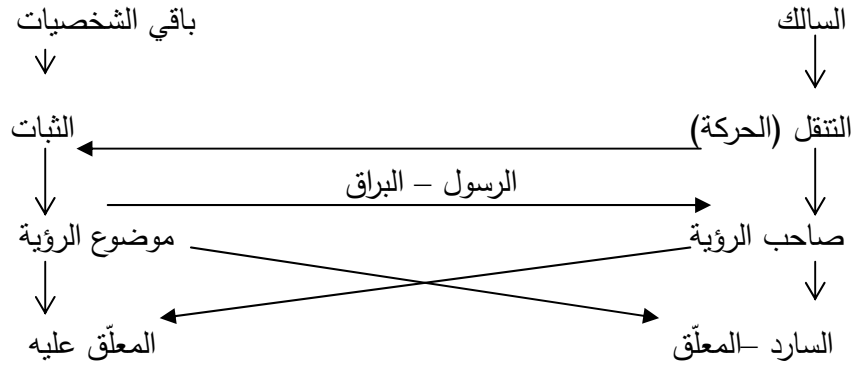 السالك
باقي الشخصيات
التنقل (الحركة)
الثبات
الرسول – البراق
صاحب الرؤية
موضوع الرؤية
السارد –المعلّق
المعلّق عليه